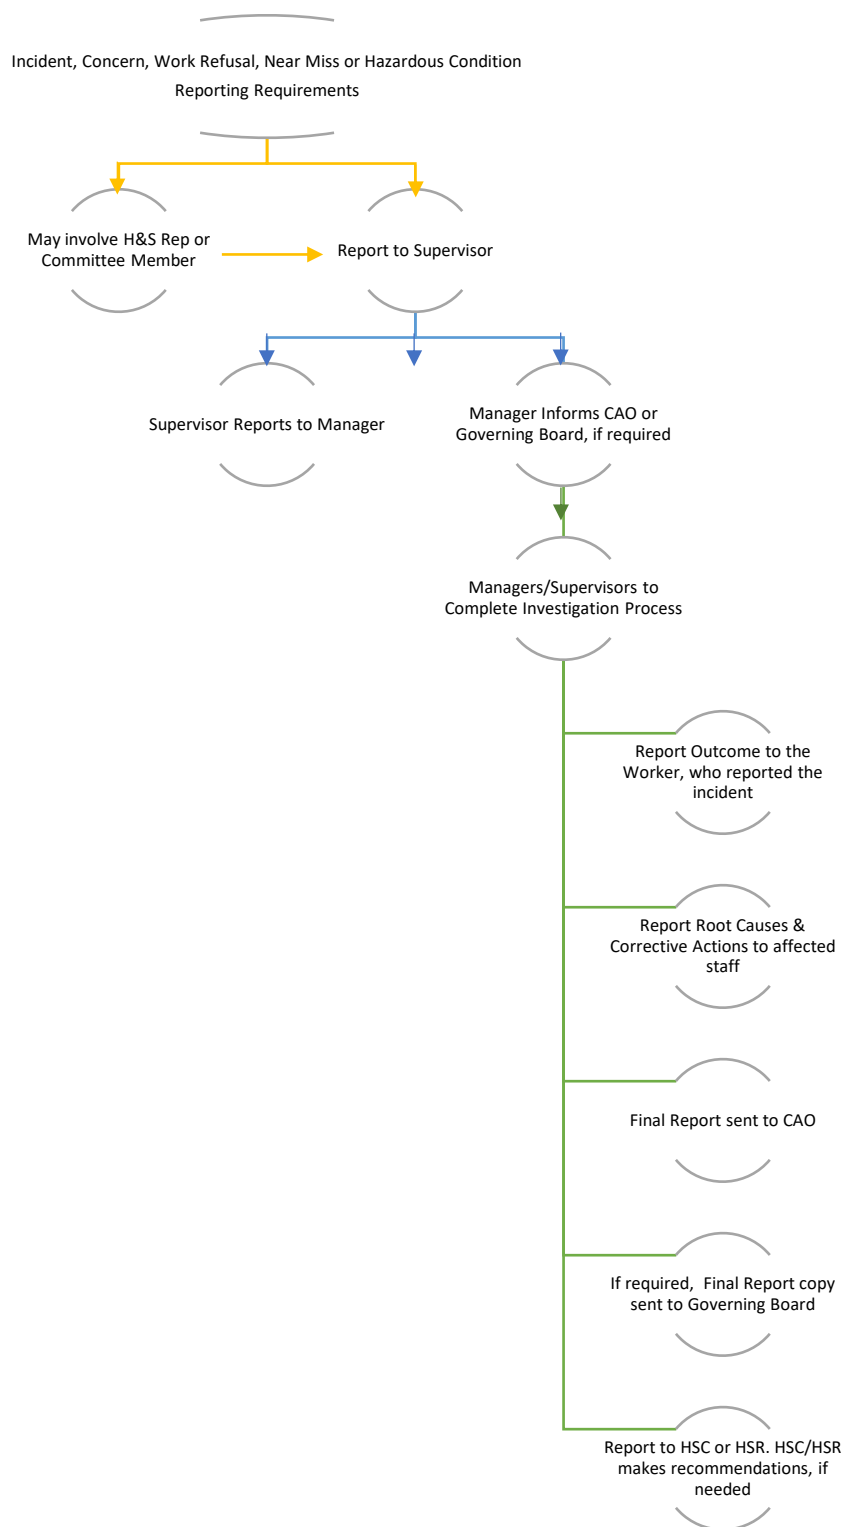 Incident, Concern, Work Refusal, Near Miss or Hazardous Condition
Reporting Requirements
May involve H&S Rep or
Committee Member
Report to Supervisor
Supervisor Reports to Manager
Manager Informs CAO or
Governing Board, if required
Managers/Supervisors to
Complete Investigation Process
Report Outcome to the
Worker, who reported the
incident
Report Root Causes &
Corrective Actions to affected
staff
Final Report sent to CAO
If required, Final Report copy
sent to Governing Board
Report to HSC or HSR. HSC/HSR
makes recommendations, if
needed